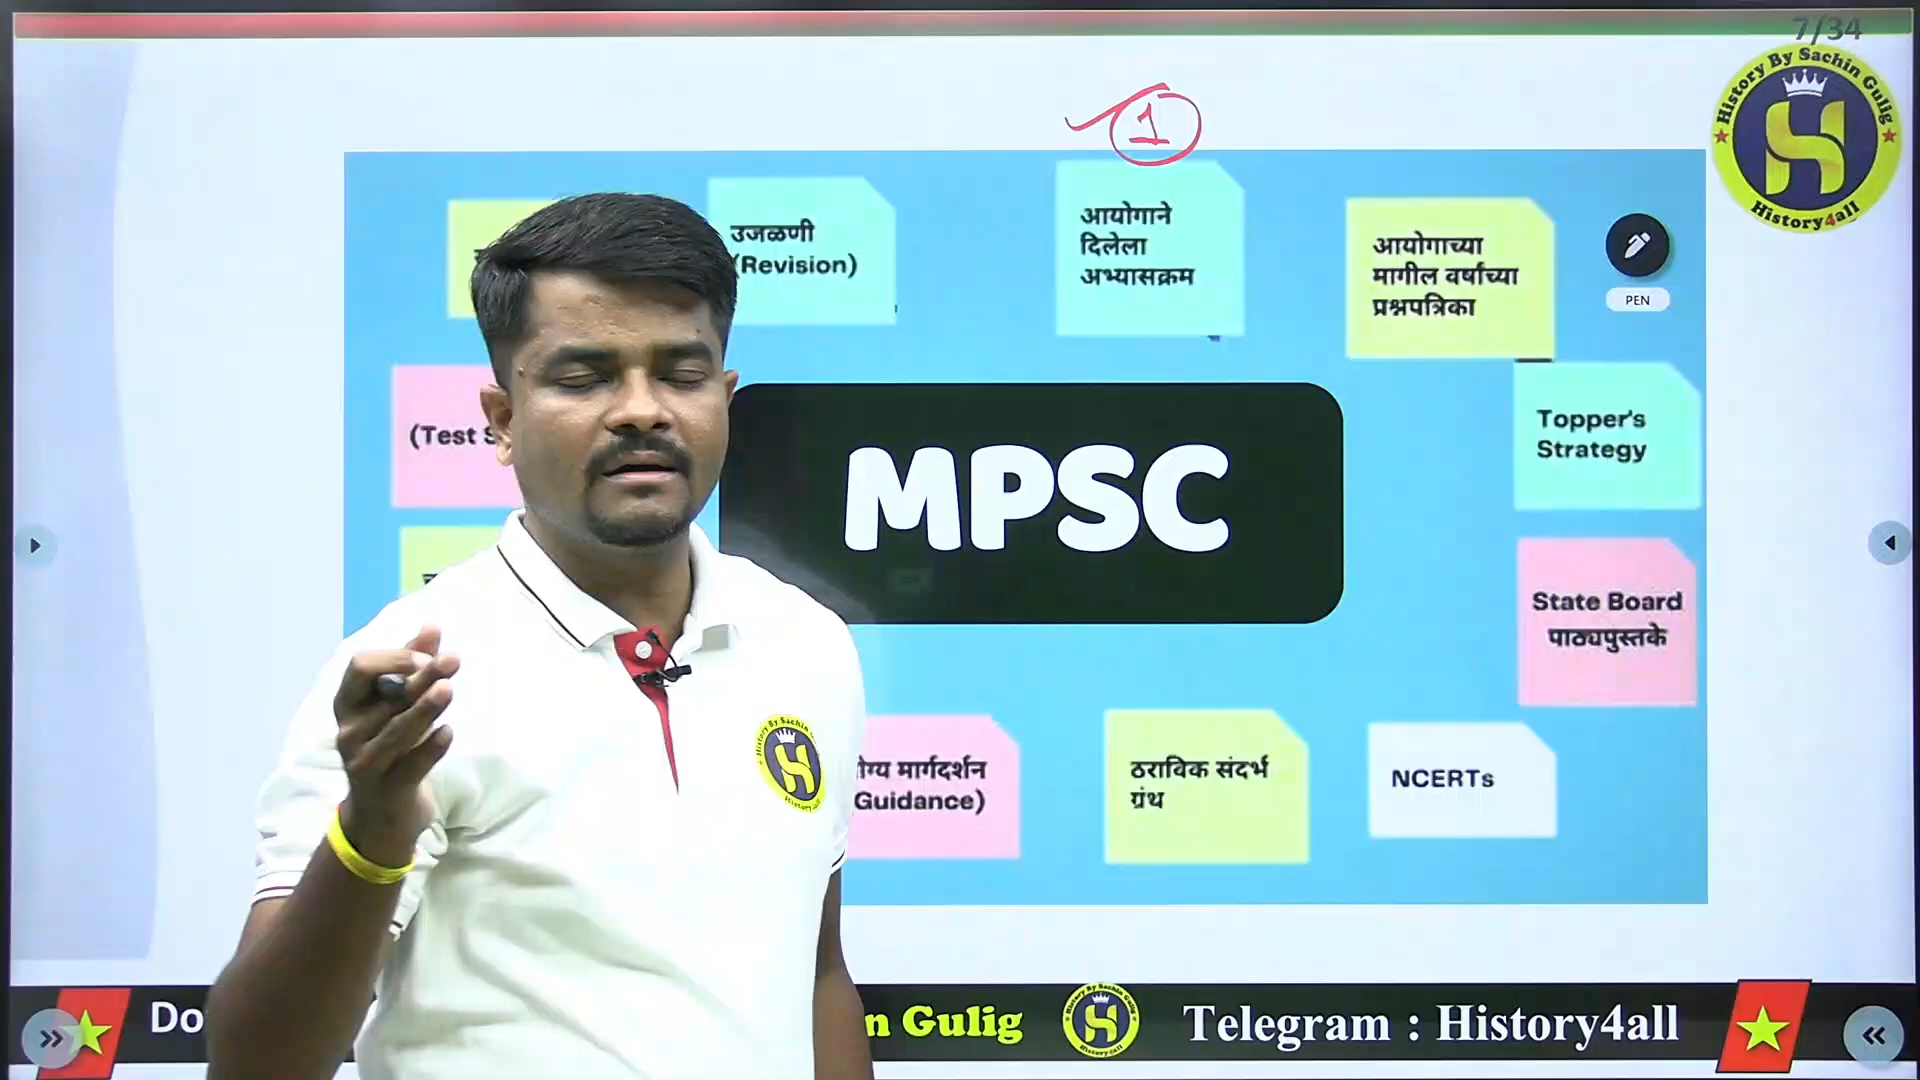 7/34
History By Sachin Gulig
History4all
1
उजळणी
(Revision)
आयोगाने
दिलेला
अभ्यासक्रम
आयोगाच्या
मागील वर्षाच्या
प्रश्नपत्रिका
PEN
(Test
MPSC
Topper's
Strategy
State Board
पाठ्यपुस्तके
मार्गदर्शन
Guidance)
ठराविक संदर्भ
ग्रंथ
NCERTs
Gulig
Telegram : History4all